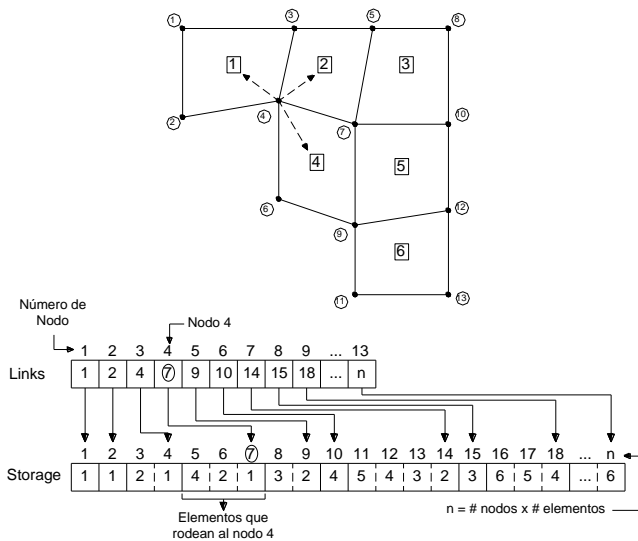 1 3 5 8
1 2 3
2 4 7 10
4 5
6 9 12
6
11 13
Número de
Nodo
Nodo 4
1 2 3 4 5 6 7 8 9 ... 13
Links 1 2 4 7 9 10 14 15 18 ... n
1 2 3 4 5 6 7 8 9 10 11 12 13 14 15 16 17 18 ... n
Storage 1 1 2 1 4 2 1 3 2 4 5 4 3 2 3 6 5 4 ... 6
Elementos que
rodean al nodo 4
n = # nodos x # elementos